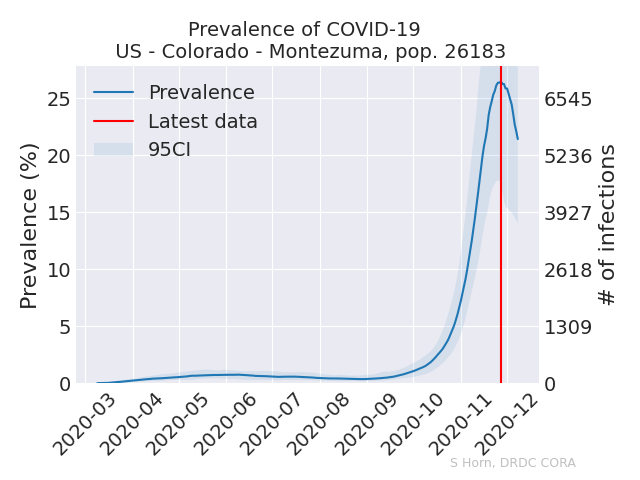 Prevalence of COVID-19
US - Colorado - Montezuma, pop. 26183
Prevalence
Latest data
95CI
Prevalence (%)
25
20
15
10
5
0
6545
5236
3927
2618
1309
0
# of infections
2020-03
2020-04
2020-05
2020-06
2020-07
2020-08
2020-09
2020-10
2020-11
2020-12
S Horn, DRDC CORA